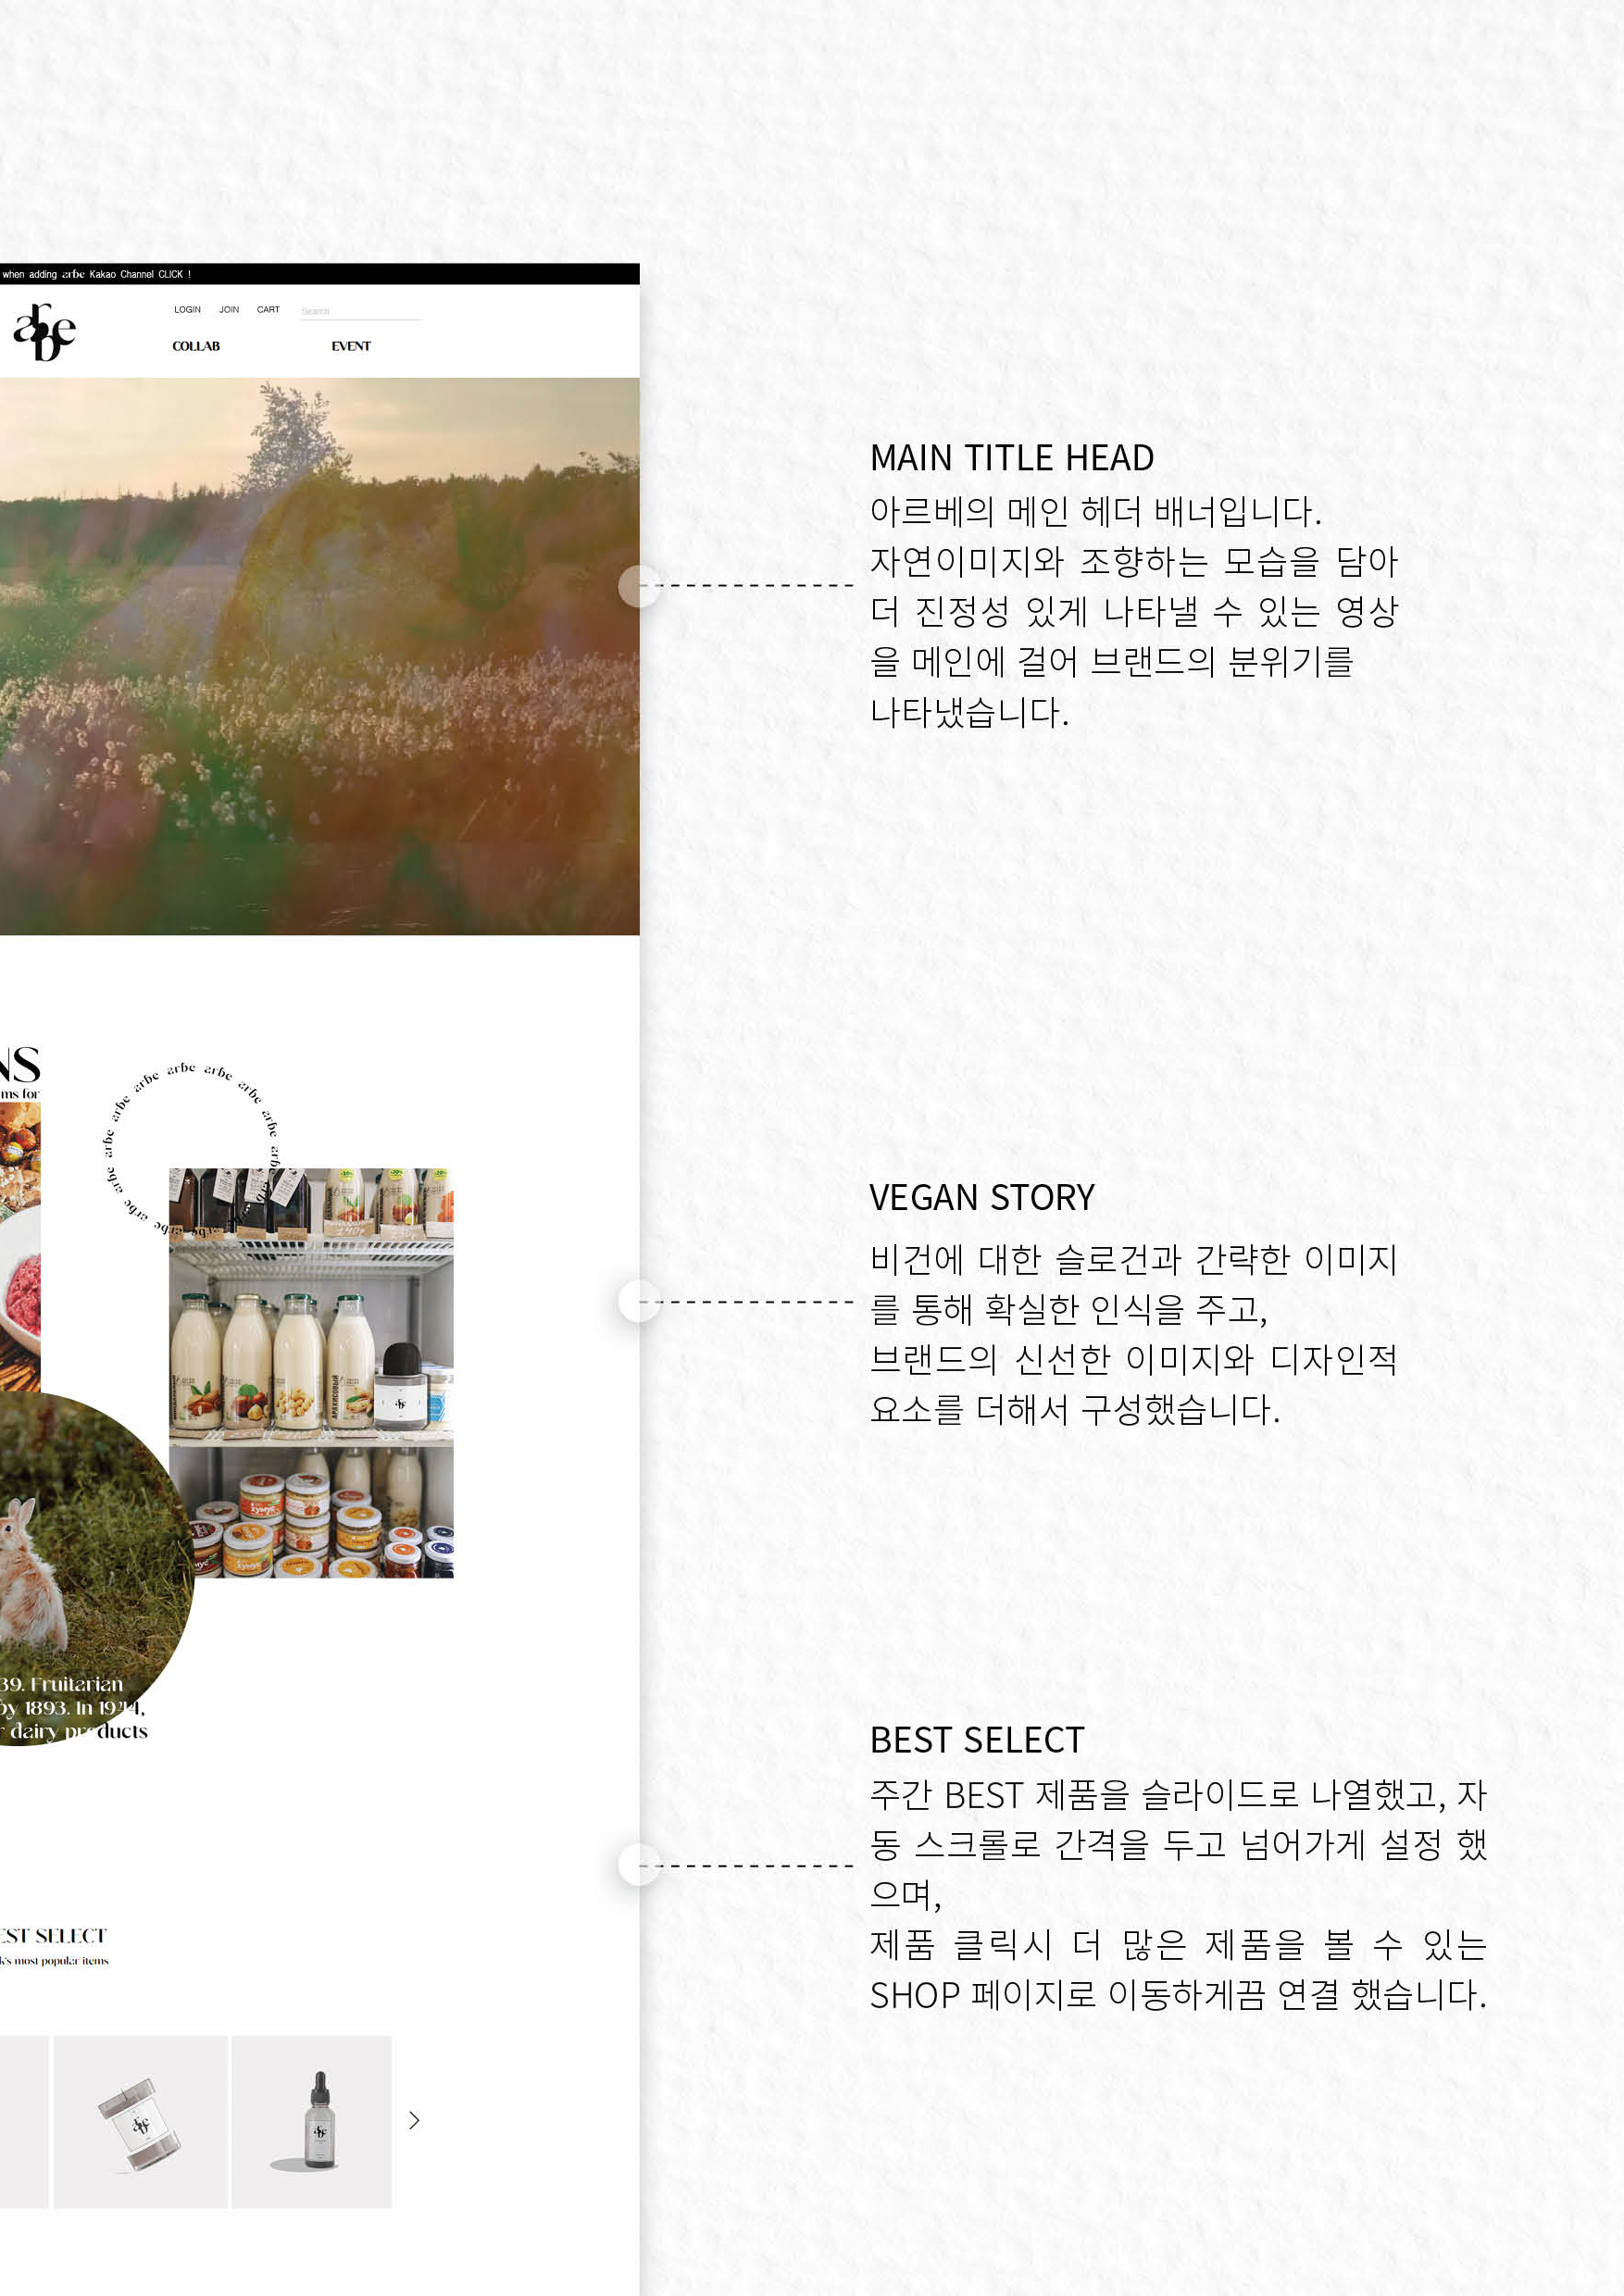 when adding arbe Kakao Channel CLICK !
arbe
LOGIN JOIN CART Search
COLLAB EVENT
MAIN TITLE HEAD
아르베의 메인 헤더 배너입니다.
자연이미지와 조향하는 모습을 담아
더 진정성 있게 나타낼 수 있는 영상
을 메인에 걸어 브랜드의 분위기를
나타냈습니다.
NS
ms for
arbe arbe arbe arbe arbe arbe arbe arbe arbe arbe arbe arbe arbe arbe
VEGAN STORY
비건에 대한 슬로건과 간략한 이미지
를 통해 확실한 인식을 주고,
브랜드의 신선한 이미지와 디자인적
요소를 더해서 구성했습니다.
39. Fruitarian
by 1893. In 1944,
r dairy products
BEST SELECT
주간 BEST 제품을 슬라이드로 나열했고, 자
동 스크롤로 간격을 두고 넘어가게 설정 했
으며,
제품 클릭시 더 많은 제품을 볼 수 있는
SHOP 페이지로 이동하게끔 연결 했습니다.
EST SELECT
k's most popular items
arbe
arbe